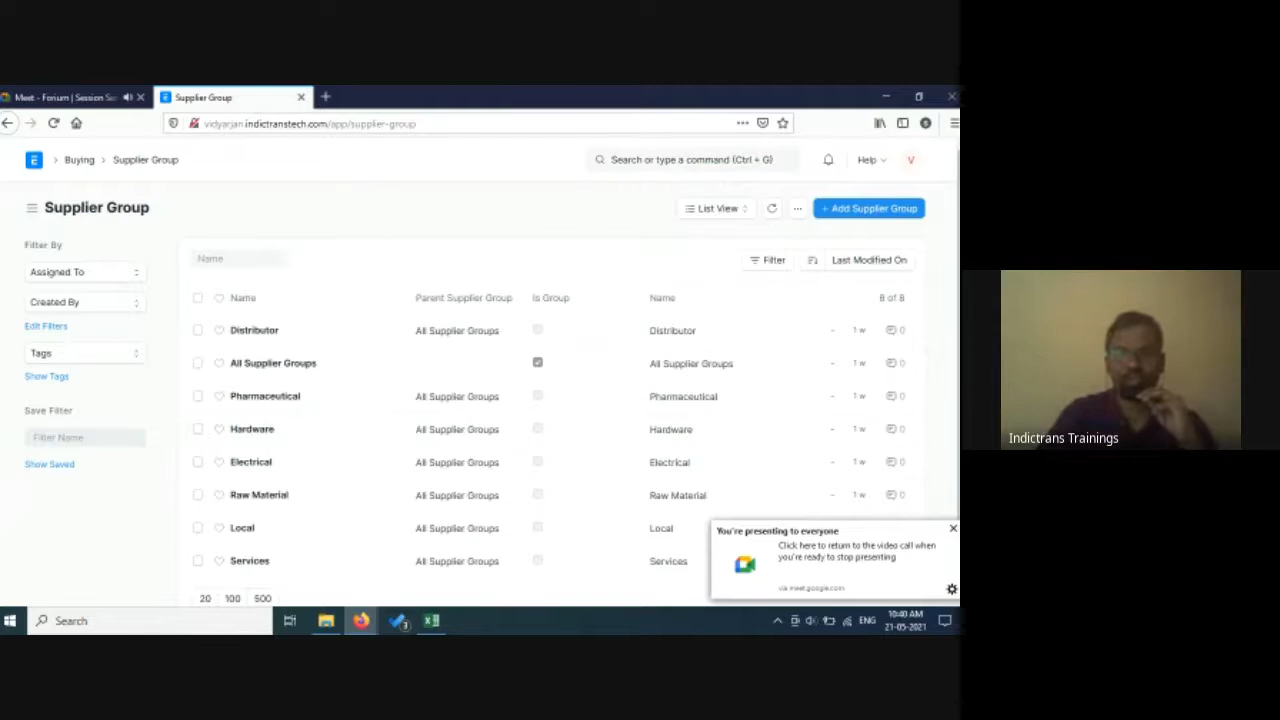 Meet - Forium | Session Su
Supplier Group
vidyarjan.indictranstech.com/app/supplier-group
E
Buying
Supplier Group
Search or type a command (Ctrl + G)
Help
V
Supplier Group
List View
+ Add Supplier Group
Filter By
Assigned To
Created By
Edit Filters
Tags
Show Tags
Save Filter
Filter Name
Show Saved
Name
Filter
Last Modified On
Name Parent Supplier Group Is Group Name 8 of 8
Distributor All Supplier Groups Distributor - 1 w 0
All Supplier Groups All Supplier Groups - 1 w 0
Pharmaceutical All Supplier Groups Pharmaceutical - 1 w 0
Hardware All Supplier Groups Hardware - 1 w 0
Electrical All Supplier Groups Electrical - 1 w 0
Raw Material All Supplier Groups Raw Material - 1 w 0
Local All Supplier Groups Local
Services All Supplier Groups Services
20 100 500
You're presenting to everyone
Click here to return to the video call when
you're ready to stop presenting
via meet.google.com
Search
3
ENG
10:40 AM
21-05-2021
Indictrans Trainings